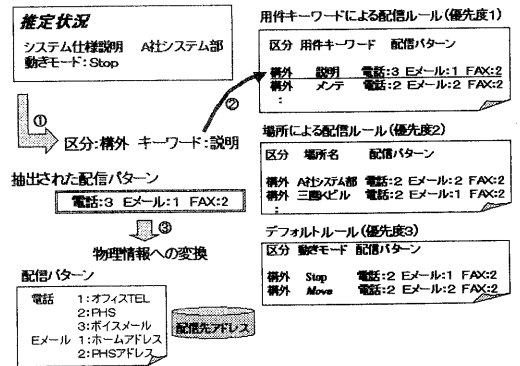 推定状況
システム仕様説明 A社システム部
動きモード:Stop
①
区分:構外 キーワード:説明
②
抽出された配信パターン
電話:3 Eメール:1 FAX:2
③
物理情報への変換
配信パターン
電話 1:オフィスTEL
2:PHS
3:ボイスメール
Eメール 1:ホームアドレス
2:PHSアドレス
配信先アドレス
用件キーワードによる配信ルール(優先度1)
区分 用件キーワード 配信パターン
構外 説明 電話:3 Eメール:1 FAX:2
構外 メンテ 電話:2 Eメール:2 FAX:2
:
場所による配信ルール(優先度2)
区分 場所名 配信パターン
構外 A社システム部 電話:2 Eメール:2 FAX:2
構外 三園Kビル 電話:2 Eメール:2 FAX:2
:
デフォルトルール(優先度3)
区分 動きモード 配信パターン
構外 Stop 電話:2 Eメール:1 FAX:2
構外 Move 電話:2 Eメール:2 FAX:2